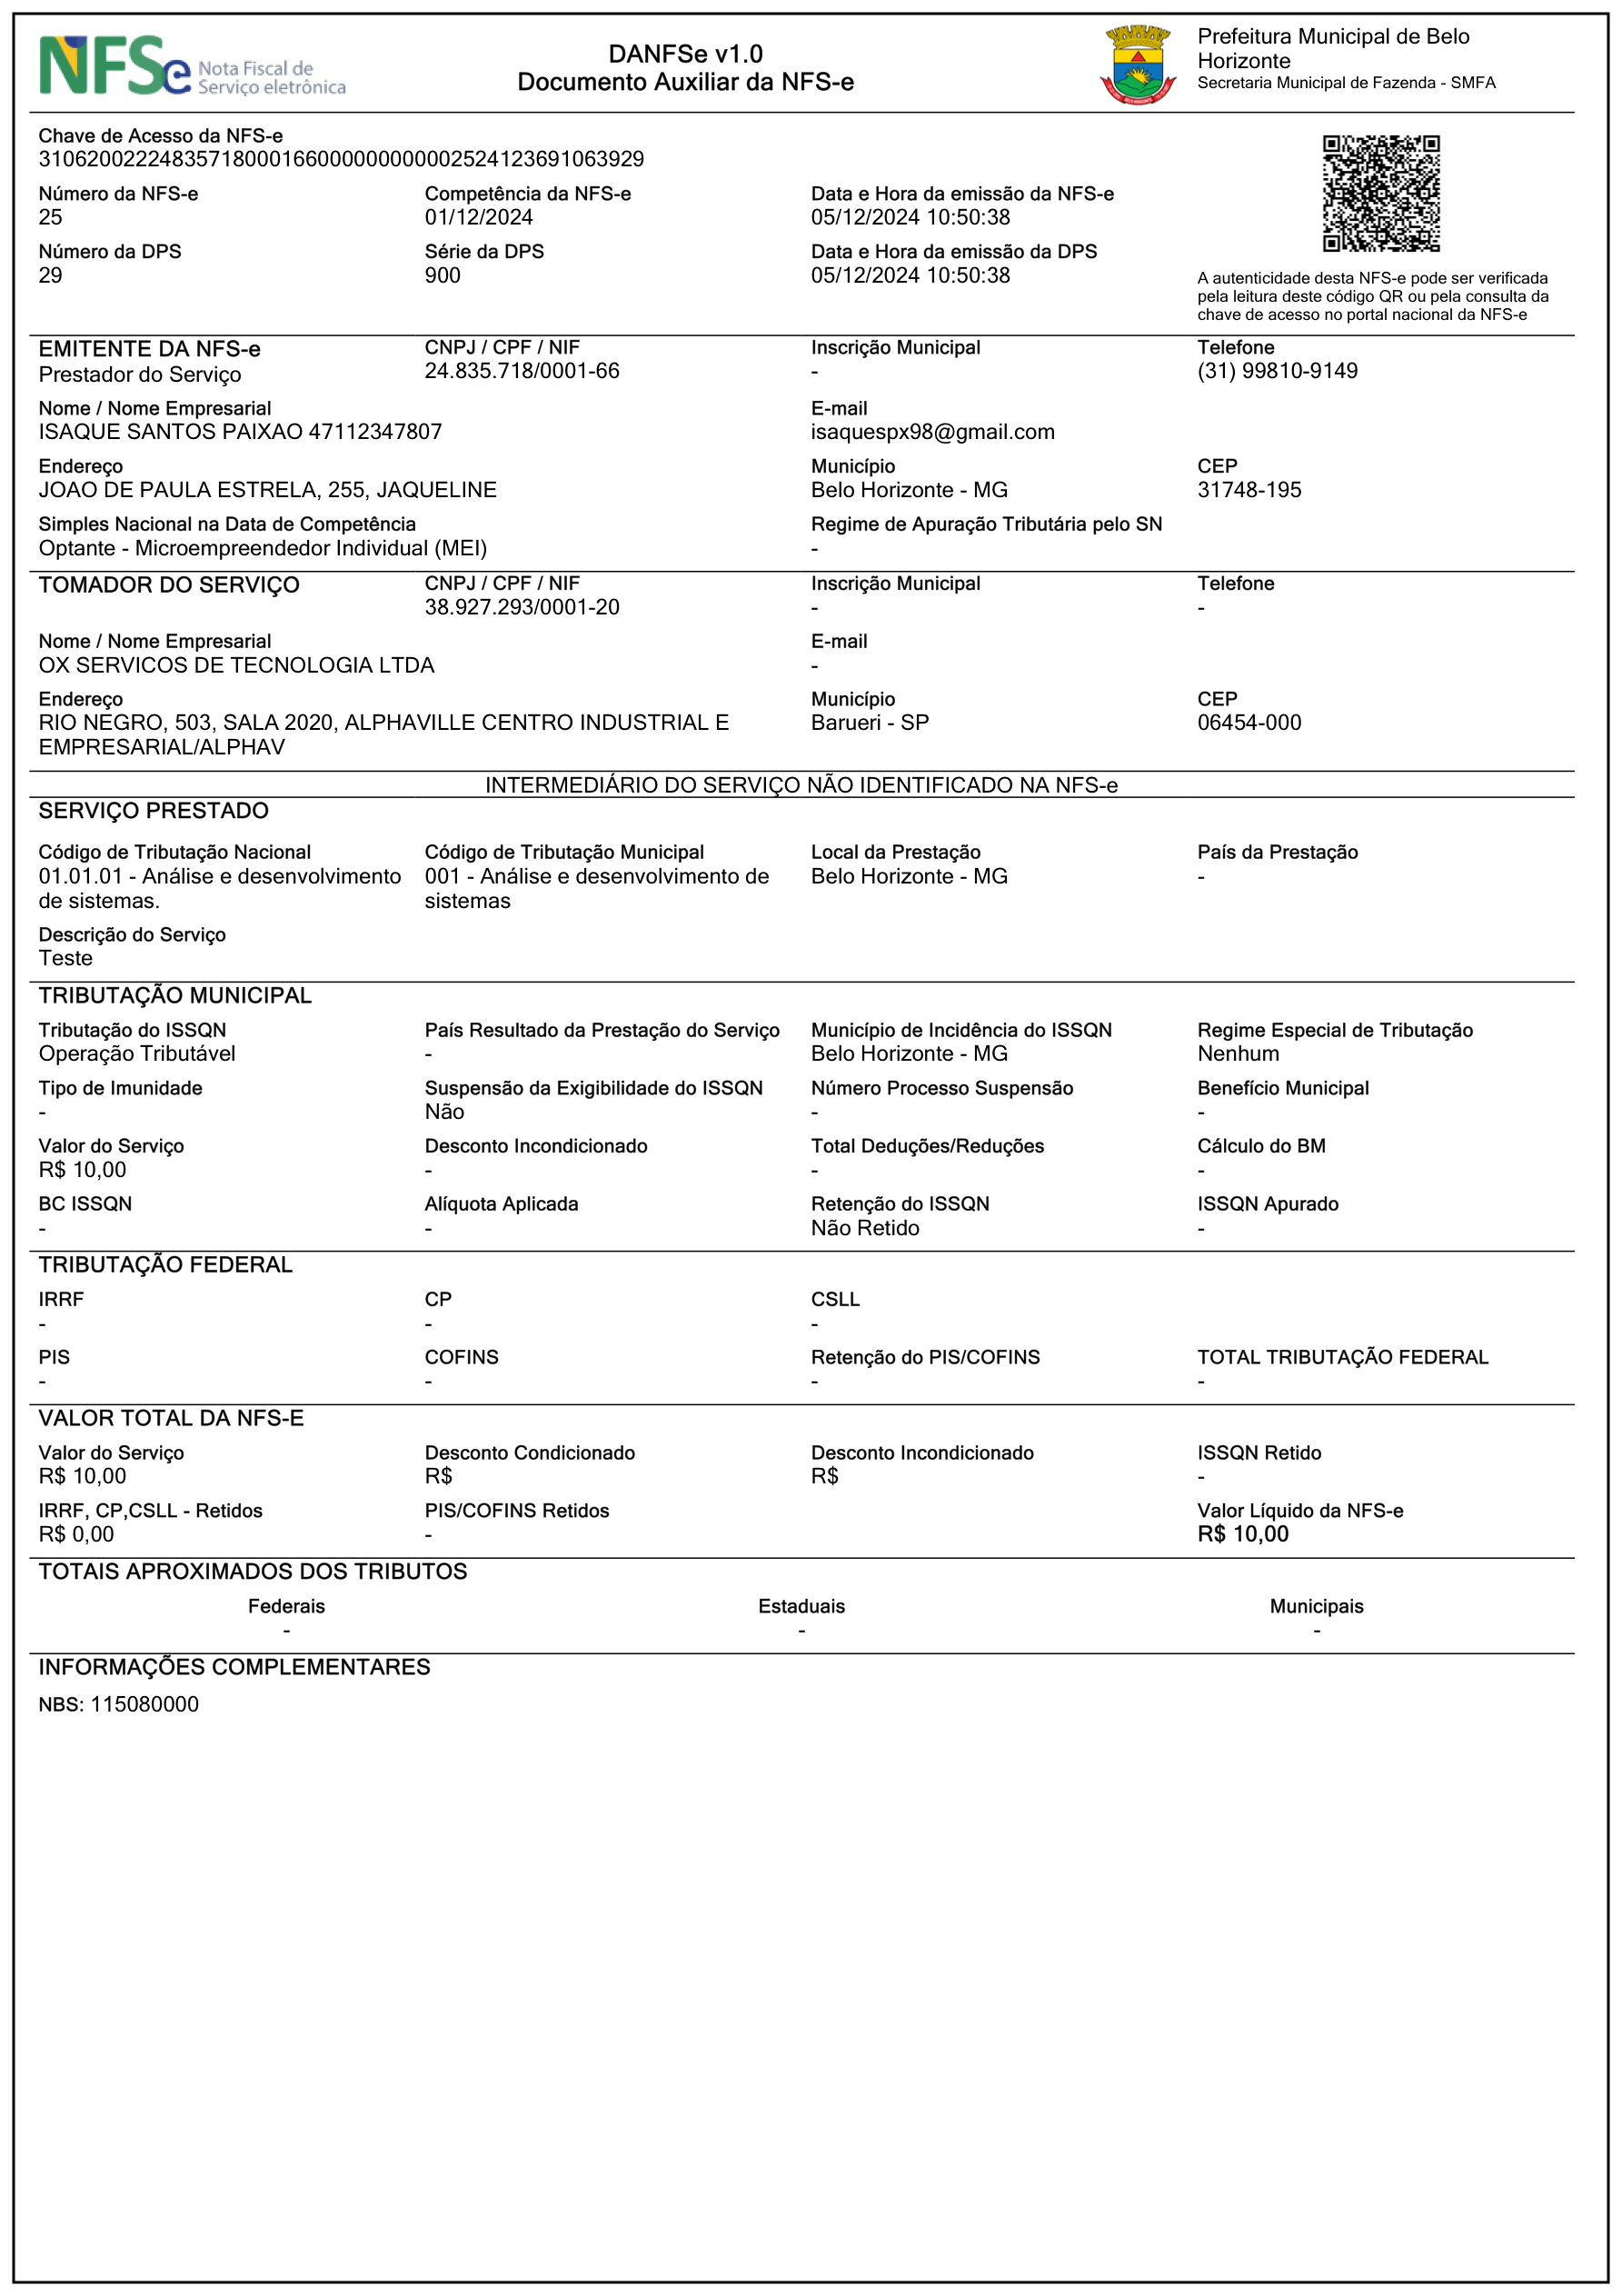 NFSe Nota Fiscal de Serviço eletrônica
DANFSe v1.0
Documento Auxiliar da NFS-e
Prefeitura Municipal de Belo
Horizonte
Secretaria Municipal de Fazenda - SMFA
Chave de Acesso da NFS-e
31062002224835718000166000000000002524123691063929
Número da NFS-e Competência da NFS-e Data e Hora da emissão da NFS-e
25 01/12/2024 05/12/2024 10:50:38
Número da DPS Série da DPS Data e Hora da emissão da DPS
29 900 05/12/2024 10:50:38
A autenticidade desta NFS-e pode ser verificada
pela leitura deste código QR ou pela consulta da
chave de acesso no portal nacional da NFS-e
EMITENTE DA NFS-e CNPJ / CPF / NIF Inscrição Municipal Telefone
Prestador do Serviço 24.835.718/0001-66 - (31) 99810-9149
Nome / Nome Empresarial E-mail
ISAQUE SANTOS PAIXAO 47112347807 isaquespx98@gmail.com
Endereço Município CEP
JOAO DE PAULA ESTRELA, 255, JAQUELINE Belo Horizonte - MG 31748-195
Simples Nacional na Data de Competência Regime de Apuração Tributária pelo SN
Optante - Microempreendedor Individual (MEI) -
TOMADOR DO SERVIÇO CNPJ / CPF / NIF Inscrição Municipal Telefone
38.927.293/0001-20 - -
Nome / Nome Empresarial E-mail
OX SERVICOS DE TECNOLOGIA LTDA -
Endereço Município CEP
RIO NEGRO, 503, SALA 2020, ALPHAVILLE CENTRO INDUSTRIAL E Barueri - SP 06454-000
EMPRESARIAL/ALPHAV
INTERMEDIÁRIO DO SERVIÇO NÃO IDENTIFICADO NA NFS-e
SERVIÇO PRESTADO
Código de Tributação Nacional Código de Tributação Municipal Local da Prestação País da Prestação
01.01.01 - Análise e desenvolvimento 001 - Análise e desenvolvimento de Belo Horizonte - MG -
de sistemas. sistemas
Descrição do Serviço
Teste
TRIBUTAÇÃO MUNICIPAL
Tributação do ISSQN País Resultado da Prestação do Serviço Município de Incidência do ISSQN Regime Especial de Tributação
Operação Tributável - Belo Horizonte - MG Nenhum
Tipo de Imunidade Suspensão da Exigibilidade do ISSQN Número Processo Suspensão Benefício Municipal
- Não - -
Valor do Serviço Desconto Incondicionado Total Deduções/Reduções Cálculo do BM
R$ 10,00 - - -
BC ISSQN Alíquota Aplicada Retenção do ISSQN ISSQN Apurado
- - Não Retido -
TRIBUTAÇÃO FEDERAL
IRRF CP CSLL
- - -
PIS COFINS Retenção do PIS/COFINS TOTAL TRIBUTAÇÃO FEDERAL
- - - -
VALOR TOTAL DA NFS-E
Valor do Serviço Desconto Condicionado Desconto Incondicionado ISSQN Retido
R$ 10,00 R$ R$ -
IRRF, CP,CSLL - Retidos PIS/COFINS Retidos Valor Líquido da NFS-e
R$ 0,00 - R$ 10,00
TOTAIS APROXIMADOS DOS TRIBUTOS
Federais Estaduais Municipais
- - -
INFORMAÇÕES COMPLEMENTARES
NBS: 115080000